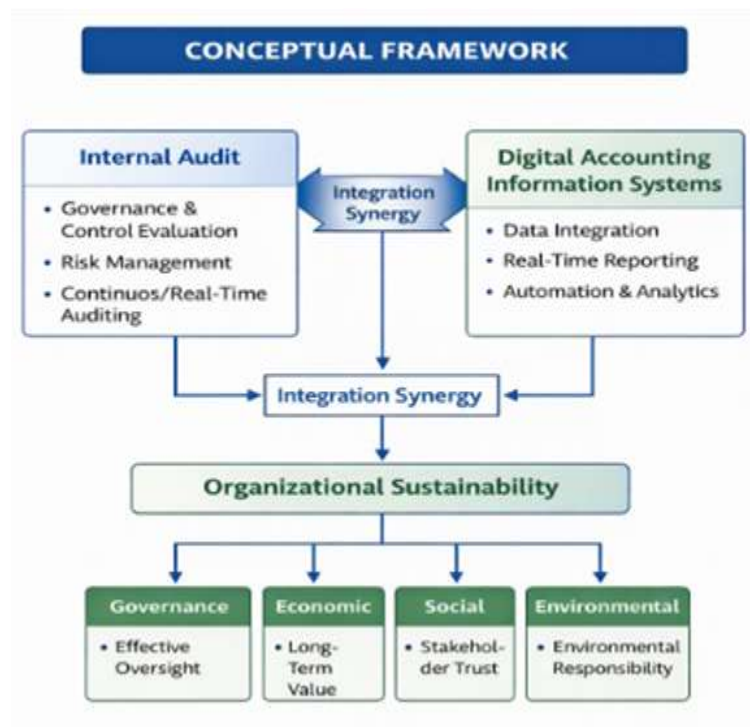 CONCEPTUAL FRAMEWORK
Internal Audit
• Governance &
Control Evaluation
• Risk Management
• Continuos/Real-Time
Auditing
Integration
Synergy
Digital Accounting
Information Systems
• Data Integration
• Real-Time Reporting
• Automation & Analytics
Integration Synergy
Organizational Sustainability
Governance
• Effective
Oversight
Economic
• Long-
Term
Value
Social
• Stakehol-
der Trust
Environmental
• Environmental
Responsibility